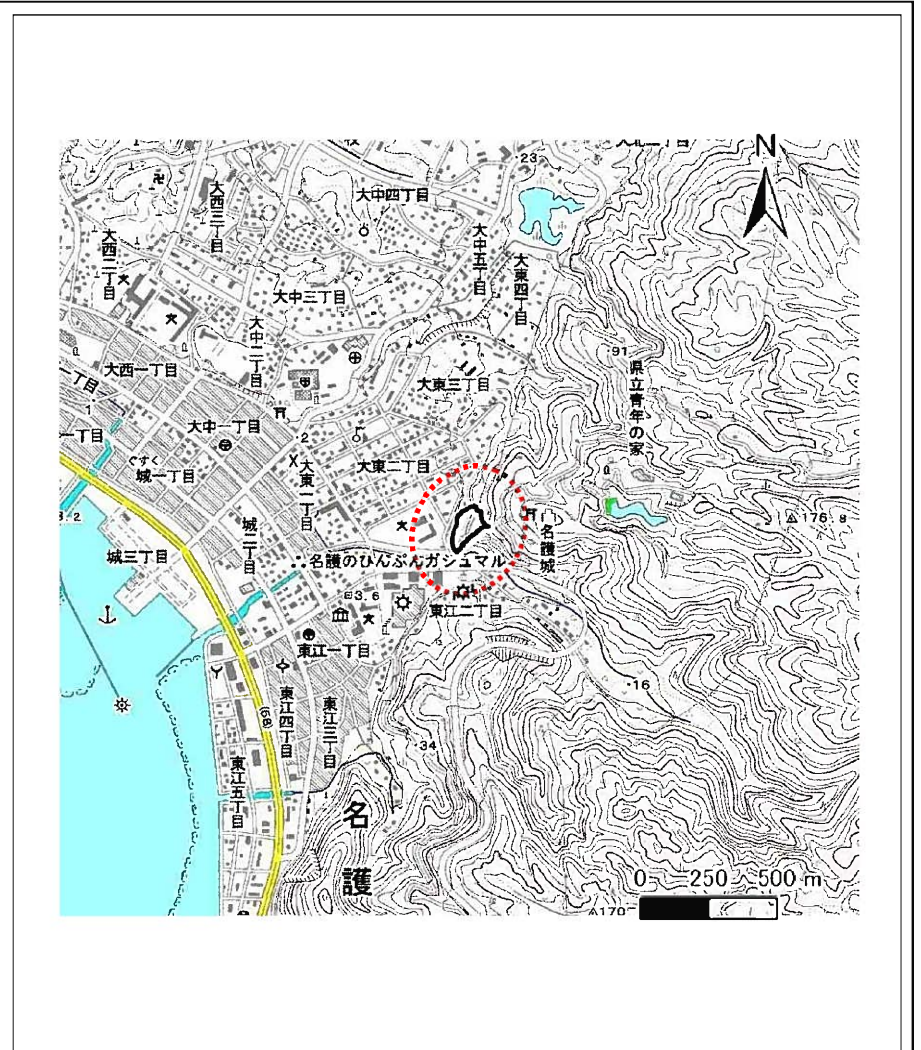 N
23
大中四丁目
大西三丁目
大西二丁目
大中五丁目
大東四丁目
大中三丁目
大中二丁目
91
県立青年の家
大西一丁目
大東三丁目
一丁目
1
大中一丁目
2
一丁目
ぐすく
城一丁目
大東一丁目
大東二丁目
176.8
城二丁目
名護城
城三丁目
名護のひんぷんガジュマル
3.6
東江二丁目
東江一丁目
16
東江四丁目
東江三丁目
34
東江五丁目
名護
0 250 500 m